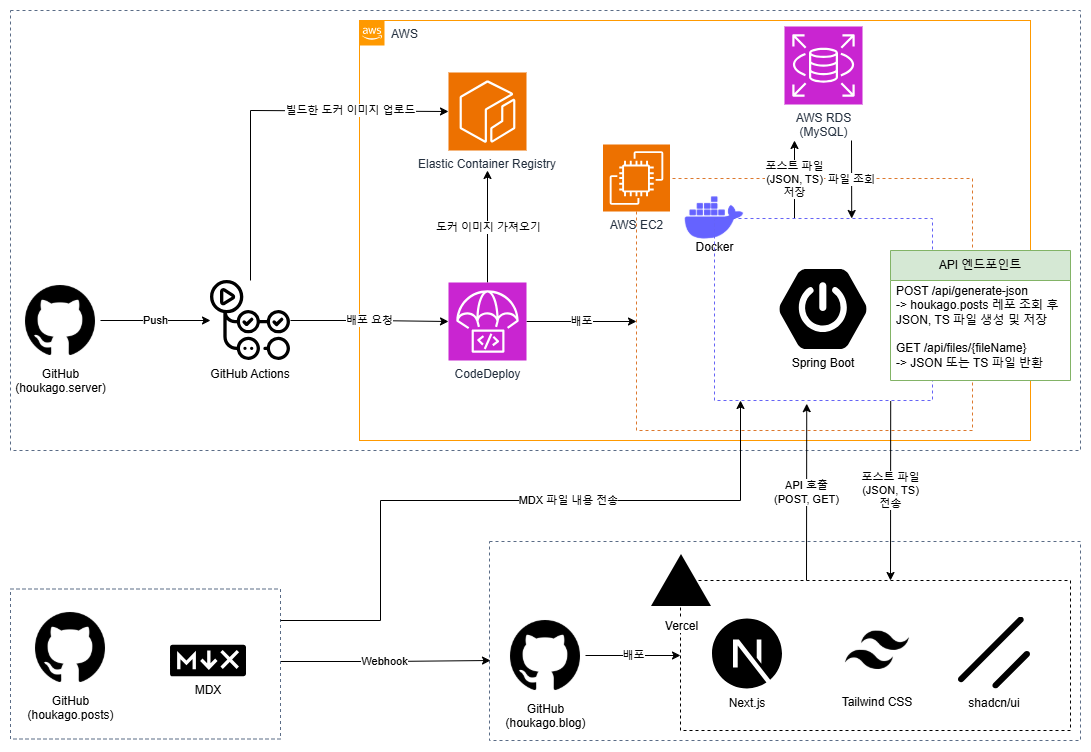 aws
AWS
AWS RDS
(MySQL)
빌드한 도커 이미지 업로드
Elastic Container Registry
포스트 파일
(JSON, TS)
저장
파일 조회
AWS EC2
도커 이미지 가져오기
Docker
API 엔드포인트
POST /api/generate-json
-> houkago.posts 레포 조회 후
JSON, TS 파일 생성 및 저장
GET /api/files/{fileName}
-> JSON 또는 TS 파일 반환
Push
배포 요청
배포
Spring Boot
GitHub
(houkago.server)
GitHub Actions
CodeDeploy
MDX 파일 내용 전송
API 호출
(POST, GET)
포스트 파일
(JSON, TS)
전송
Vercel
GitHub
(houkago.posts)
MDX
Webhook
GitHub
(houkago.blog)
배포
N
Next.js
Tailwind CSS
shadcn/ui